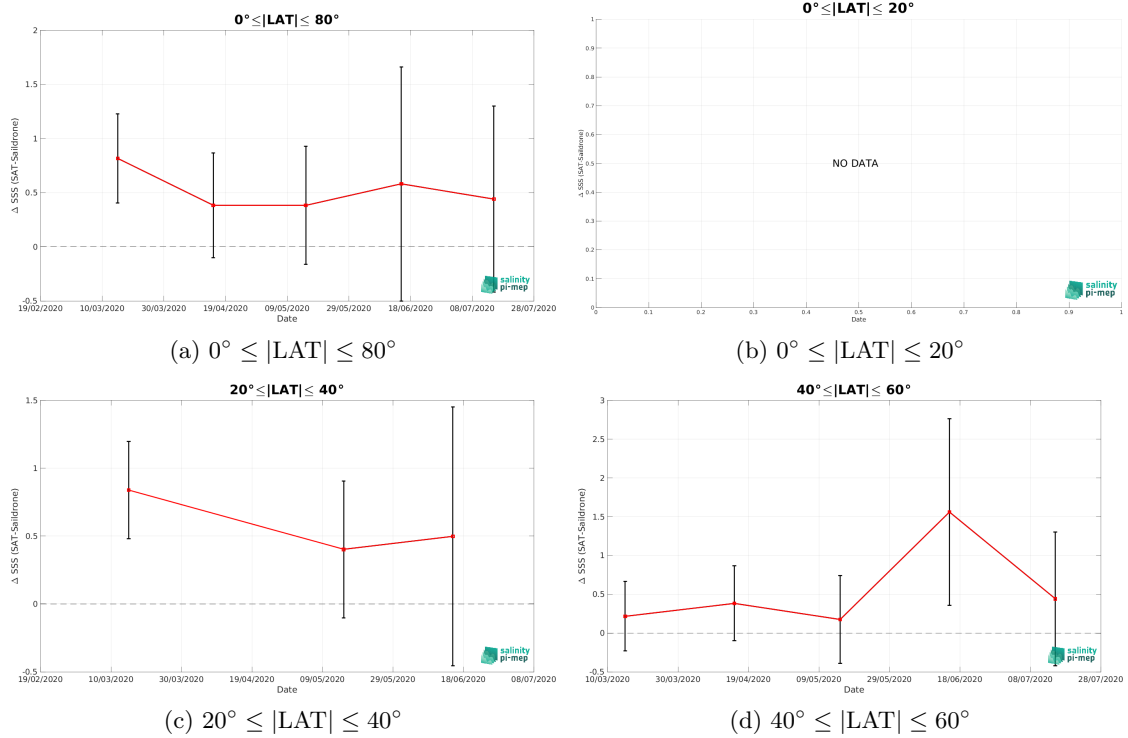 0°≤|LAT|≤ 80°
2
1.5
1
0.5
0
-0.5
Δ SSS (SAT-Saildrone)
19/02/2020 10/03/2020 30/03/2020 19/04/2020 09/05/2020 29/05/2020 18/06/2020 08/07/2020 28/07/2020
Date
salinity
pi-mep
(a) 0° ≤ |LAT| ≤ 80°
0°≤|LAT|≤ 20°
1
0.9
0.8
0.7
0.6
0.5
0.4
0.3
0.2
0.1
0
Δ SSS (SAT-Saildrone)
NO DATA
0 0.1 0.2 0.3 0.4 0.5 0.6 0.7 0.8 0.9 1
Date
salinity
pi-mep
(b) 0° ≤ |LAT| ≤ 20°
20°≤|LAT|≤ 40°
1.5
1
0.5
0
-0.5
Δ SSS (SAT-Saildrone)
19/02/2020 10/03/2020 30/03/2020 19/04/2020 09/05/2020 29/05/2020 18/06/2020 08/07/2020
Date
salinity
pi-mep
(c) 20° ≤ |LAT| ≤ 40°
40°≤|LAT|≤ 60°
3
2.5
2
1.5
1
0.5
0
-0.5
Δ SSS (SAT-Saildrone)
10/03/2020 30/03/2020 19/04/2020 09/05/2020 29/05/2020 18/06/2020 08/07/2020 28/07/2020
Date
salinity
pi-mep
(d) 40° ≤ |LAT| ≤ 60°